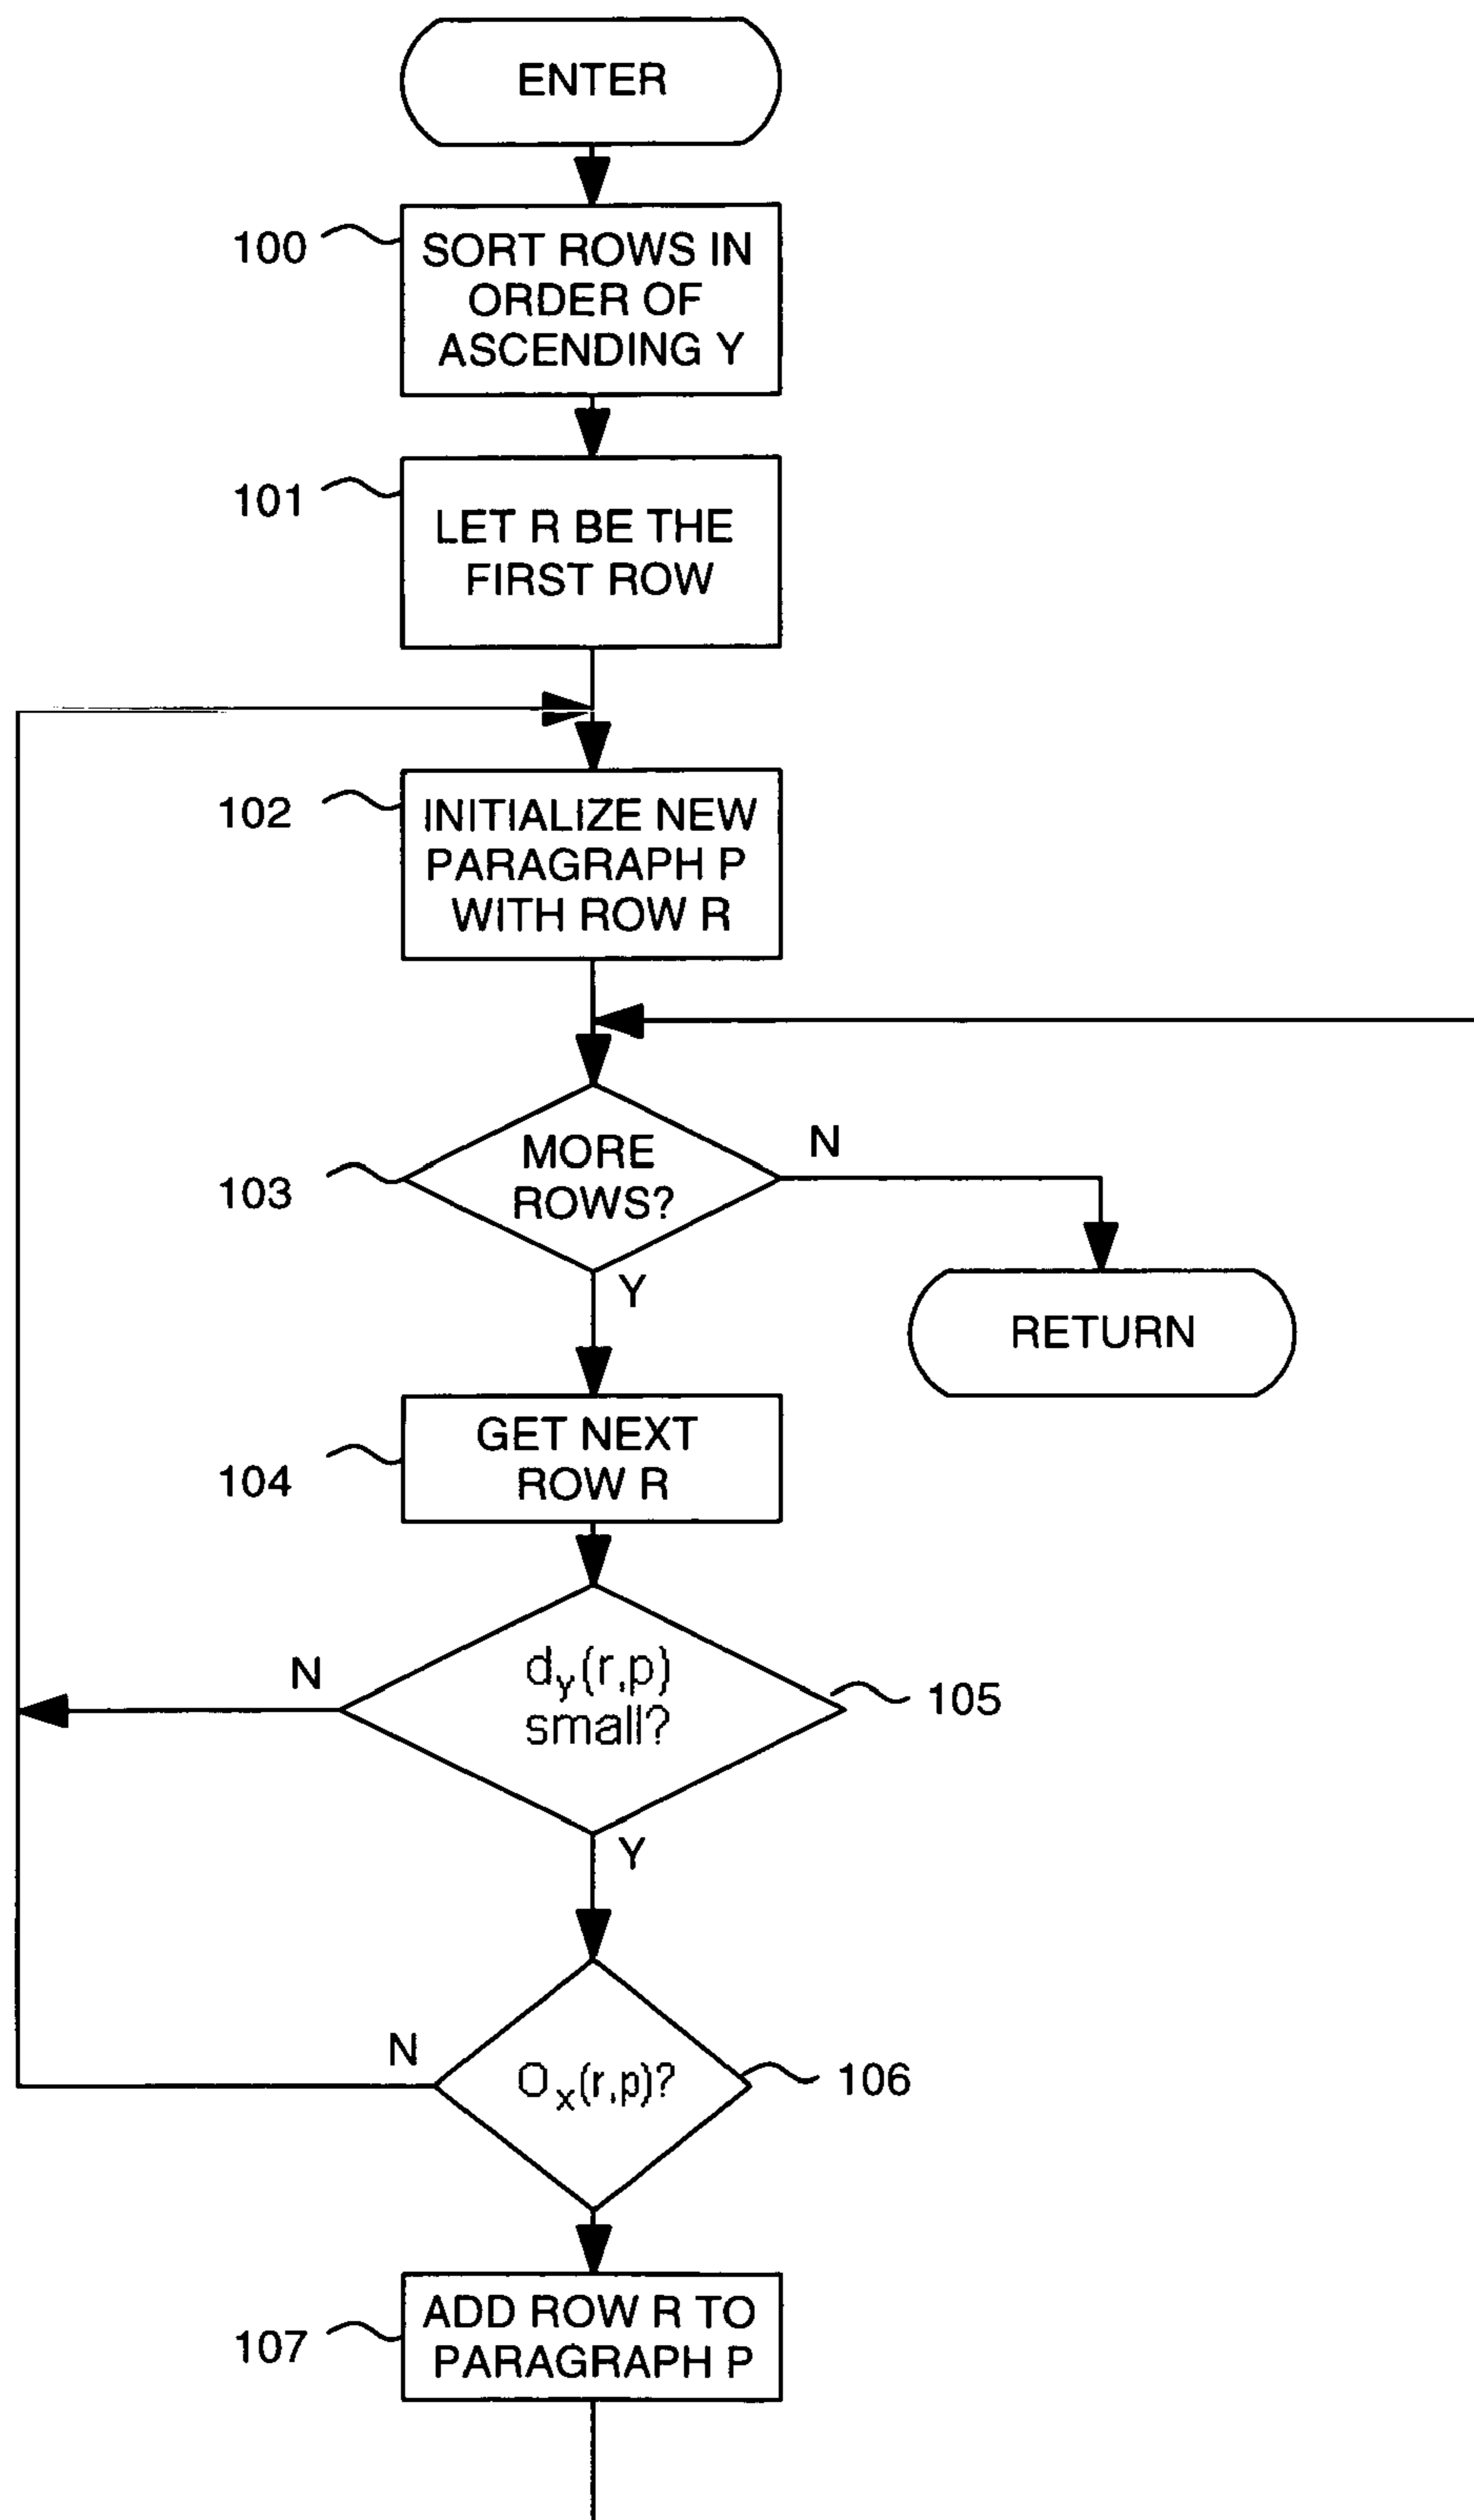 ENTER
100
SORT ROWS IN
ORDER OF
ASCENDING Y
101
LET R BE THE
FIRST ROW
102
INITIALIZE NEW
PARAGRAPH P
WITH ROW R
103
MORE
ROWS?
N
Y
RETURN
104
GET NEXT
ROW R
N
dy(r,p)
small?
105
Y
N
Ox(r,p)?
106
107
ADD ROW R TO
PARAGRAPH P